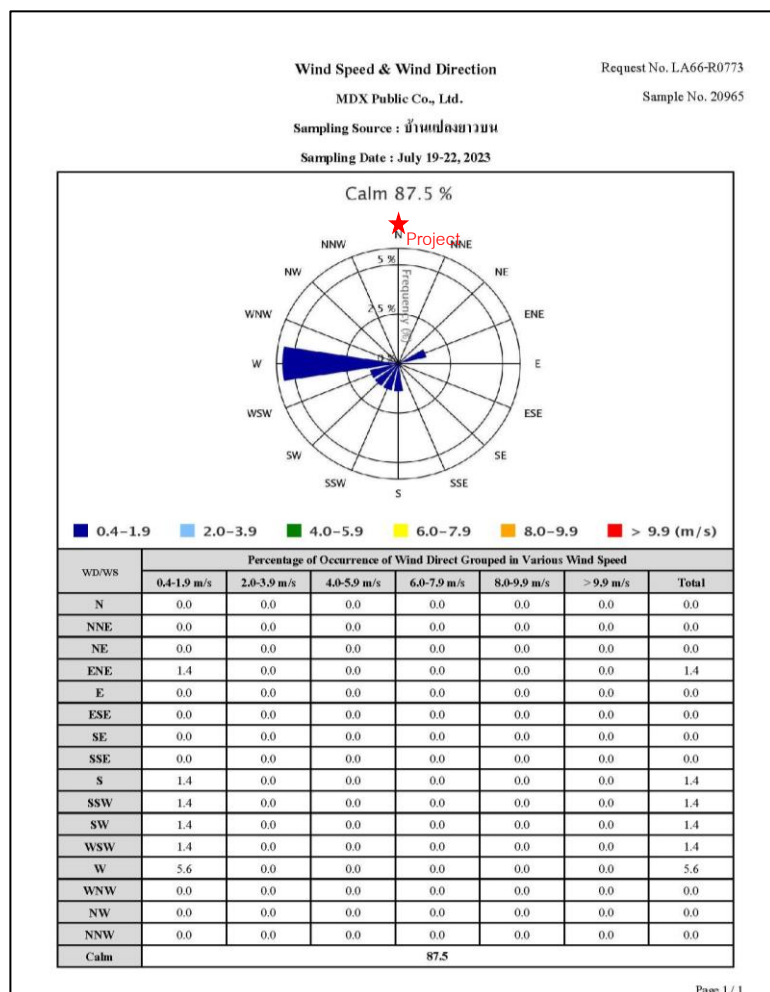 Wind Speed & Wind Direction
Request No. LA66-R0773
MDX Public Co., Ltd.
Sample No. 20965
Sampling Source : บ้านแปลงยาวบน
Sampling Date : July 19-22, 2023
Calm 87.5 %
N
Project
NNW
NNE
5 %
NW
NE
Frequency (%)
WNW
2.5 %
ENE
0 %
W
E
WSW
ESE
SW
SE
SSW
SSE
S
0.4-1.9 2.0-3.9 4.0-5.9 6.0-7.9 8.0-9.9 > 9.9 (m/s)
WD/WS Percentage of Occurrence of Wind Direct Grouped in Various Wind Speed
0.4-1.9 m/s 2.0-3.9 m/s 4.0-5.9 m/s 6.0-7.9 m/s 8.0-9.9 m/s >9.9 m/s Total
N 0.0 0.0 0.0 0.0 0.0 0.0 0.0
NNE 0.0 0.0 0.0 0.0 0.0 0.0 0.0
NE 0.0 0.0 0.0 0.0 0.0 0.0 0.0
ENE 1.4 0.0 0.0 0.0 0.0 0.0 1.4
E 0.0 0.0 0.0 0.0 0.0 0.0 0.0
ESE 0.0 0.0 0.0 0.0 0.0 0.0 0.0
SE 0.0 0.0 0.0 0.0 0.0 0.0 0.0
SSE 0.0 0.0 0.0 0.0 0.0 0.0 0.0
S 1.4 0.0 0.0 0.0 0.0 0.0 1.4
SSW 1.4 0.0 0.0 0.0 0.0 0.0 1.4
SW 1.4 0.0 0.0 0.0 0.0 0.0 1.4
WSW 1.4 0.0 0.0 0.0 0.0 0.0 1.4
W 5.6 0.0 0.0 0.0 0.0 0.0 5.6
WNW 0.0 0.0 0.0 0.0 0.0 0.0 0.0
NW 0.0 0.0 0.0 0.0 0.0 0.0 0.0
NNW 0.0 0.0 0.0 0.0 0.0 0.0 0.0
Calm 87.5
Page 1 / 1